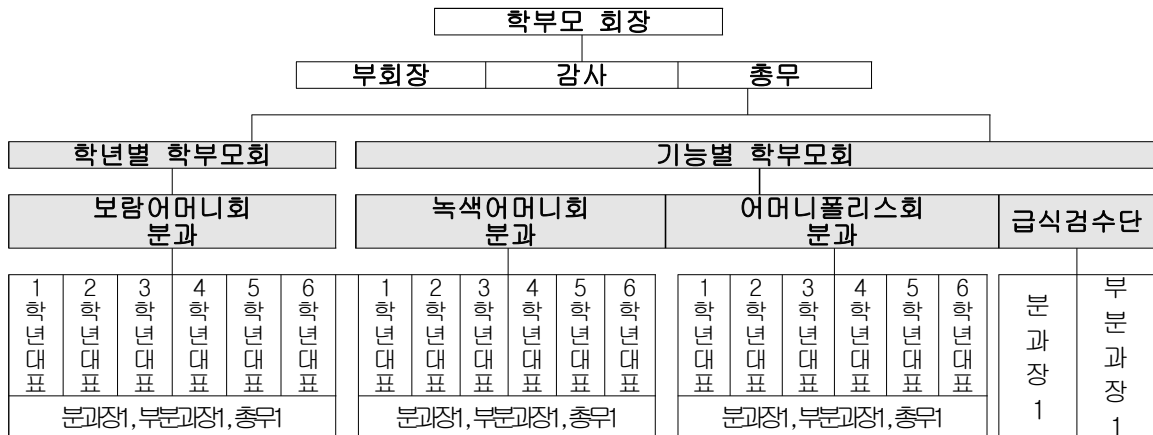 학부모 회장
부회장 감사 총무
학년별 학부모회 기능별 학부모회
보람어머니회 분과 녹색어머니회 분과 어머니폴리스회 분과 급식검수단
1학년대표 2학년대표 3학년대표 4학년대표 5학년대표 6학년대표 1학년대표 2학년대표 3학년대표 4학년대표 5학년대표 6학년대표 1학년대표 2학년대표 3학년대표 4학년대표 5학년대표 6학년대표 분과장1 부분과장1
분과장1, 부분과장1, 총무1 분과장1, 부분과장1, 총무1 분과장1, 부분과장1, 총무1